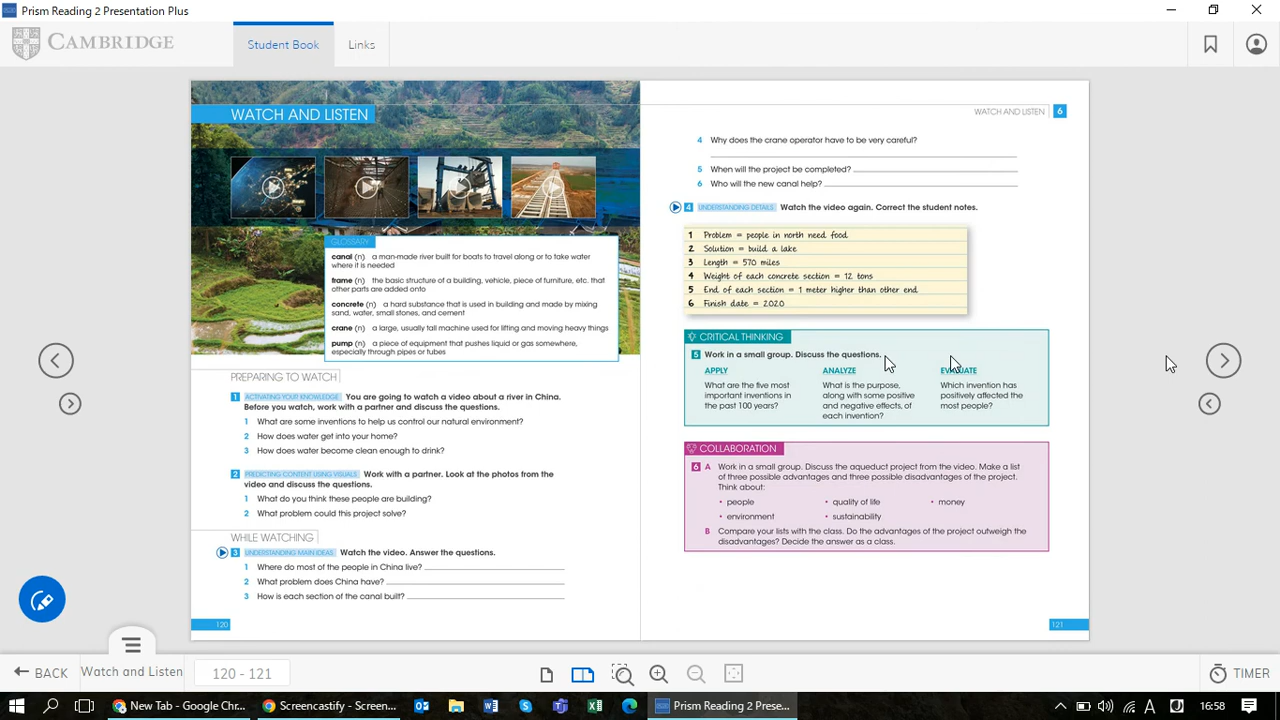 Prism Reading 2 Presentation Plus
CAMBRIDGE
Student Book
Links
WATCH AND LISTEN
GLOSSARY
canal (n) a man-made river built for boats to travel along or to take water
where it is needed
frame (n) the basic structure of a building, vehicle, piece of furniture, etc. that
other parts are added onto
concrete (n) a hard substance that is used in building and made by mixing
sand, water, small stones, and cement
crane (n) a large, usually tall machine used for lifting and moving heavy things
pump (n) a piece of equipment that pushes liquid or gas somewhere,
especially through pipes or tubes
PREPARING TO WATCH
1 ACTIVATING YOUR KNOWLEDGE You are going to watch a video about a river in China.
Before you watch, work with a partner and discuss the questions.
1 What are some inventions to help us control our natural environment?
2 How does water get into your home?
3 How does water become clean enough to drink?
2 PREDICTING CONTENT USING VISUALS Work with a partner. Look at the photos from the
video and discuss the questions.
1 What do you think these people are building?
2 What problem could this project solve?
WHILE WATCHING
3 UNDERSTANDING MAIN IDEAS Watch the video. Answer the questions.
1 Where do most of the people in China live?
2 What problem does China have?
3 How is each section of the canal built?
120
WATCH AND LISTEN 6
4 Why does the crane operator have to be very careful?
5 When will the project be completed?
6 Who will the new canal help?
4 UNDERSTANDING DETAILS Watch the video again. Correct the student notes.
1 Problem = people in north need food
2 Solution = build a lake
3 Length = 570 miles
4 Weight of each concrete section = 12 tons
5 End of each section = 1 meter higher than other end
6 Finish date = 2020
CRITICAL THINKING
5 Work in a small group. Discuss the questions.
APPLY
What are the five most
important inventions in
the past 100 years?
ANALYZE
What is the purpose,
along with some positive
and negative effects, of
each invention?
EVALUATE
Which invention has
positively affected the
most people?
COLLABORATION
6 A Work in a small group. Discuss the aqueduct project from the video. Make a list
of three possible advantages and three possible disadvantages of the project.
Think about:
• people • quality of life • money
• environment • sustainability
B Compare your lists with the class. Do the advantages of the project outweigh the
disadvantages? Decide the answer as a class.
121
BACK
Watch and Listen
120 - 121
TIMER
New Tab - Google Chr...
Screencastify - Googl...
Prism Reading 2 Prese...
16:58